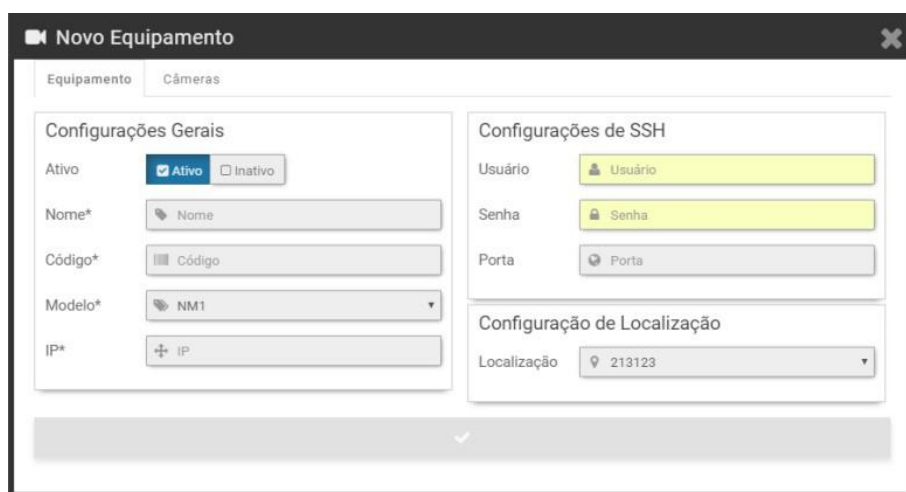 Novo Equipamento
Equipamento Câmeras
Configurações Gerais
Ativo Ativo Inativo
Nome* Nome
Código* Código
Modelo* NM1
IP* IP
Configurações de SSH
Usuário Usuário
Senha Senha
Porta Porta
Configuração de Localização
Localização 213123